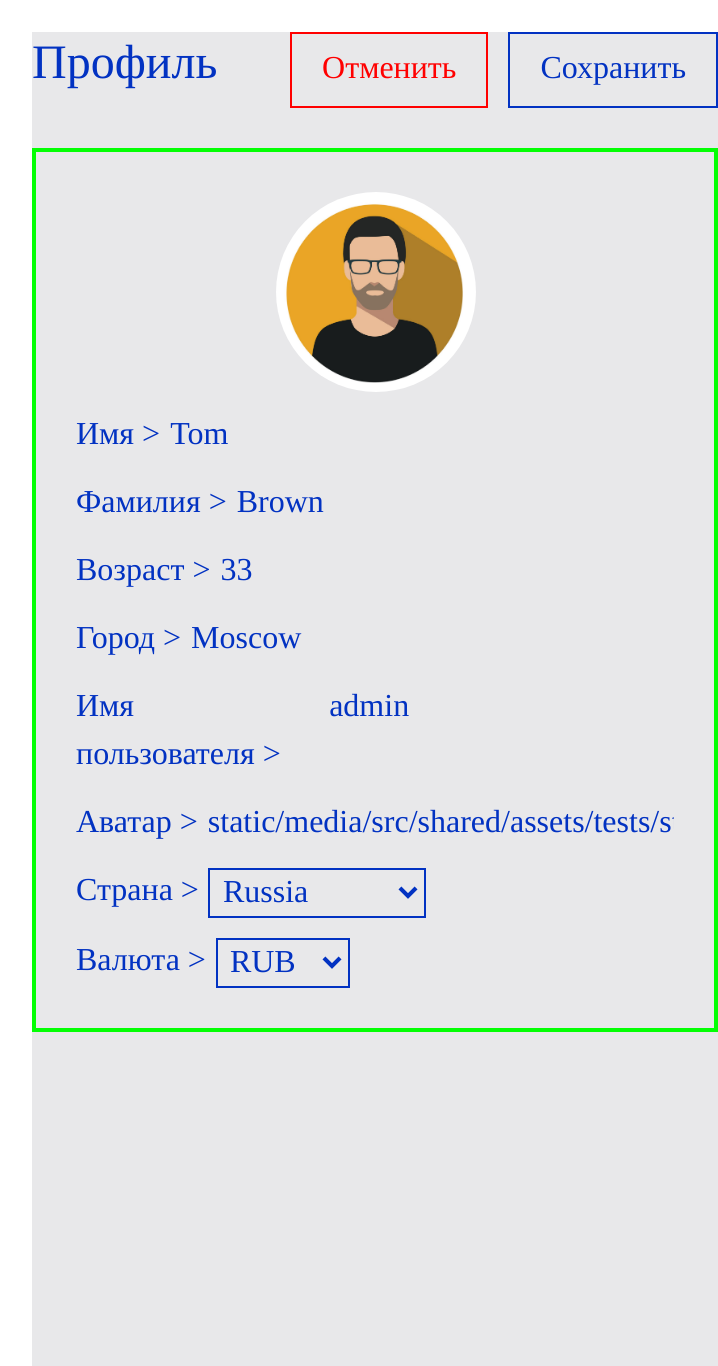 Профиль Отменить Сохранить
Имя > Tom
Фамилия > Brown
Возраст > 33
Город > Moscow
Имя admin
пользователя >
Аватар > static/media/src/shared/assets/tests/s
Страна > Russia
Валюта > RUB